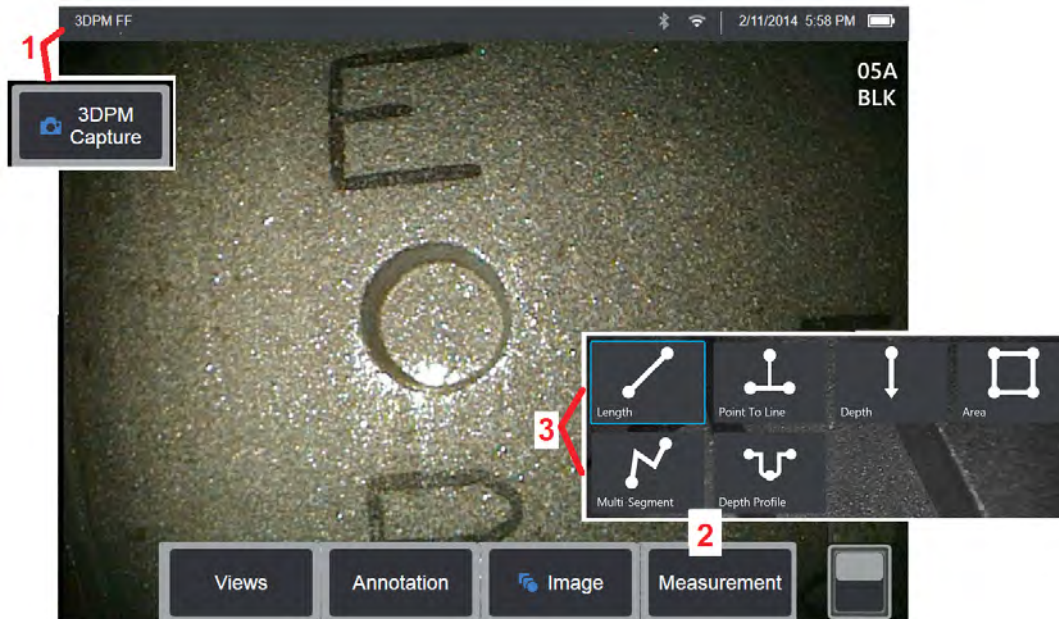 3DPM FF
2/11/2014 5:58 PM
1
3DPM
Capture
05A
BLK
E
Length
Point To Line
Depth
Area
3
Multi Segment
Depth Profile
2
Views
Annotation
Image
Measurement